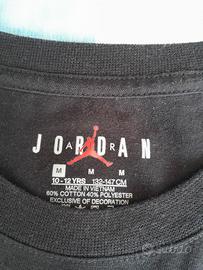 JORDAN
AIR
M M M
10-12 YRS 132-147 CM
MADE IN VIETNAM
60% COTTON 40% POLYESTER
EXCLUSIVE OF DECORATION